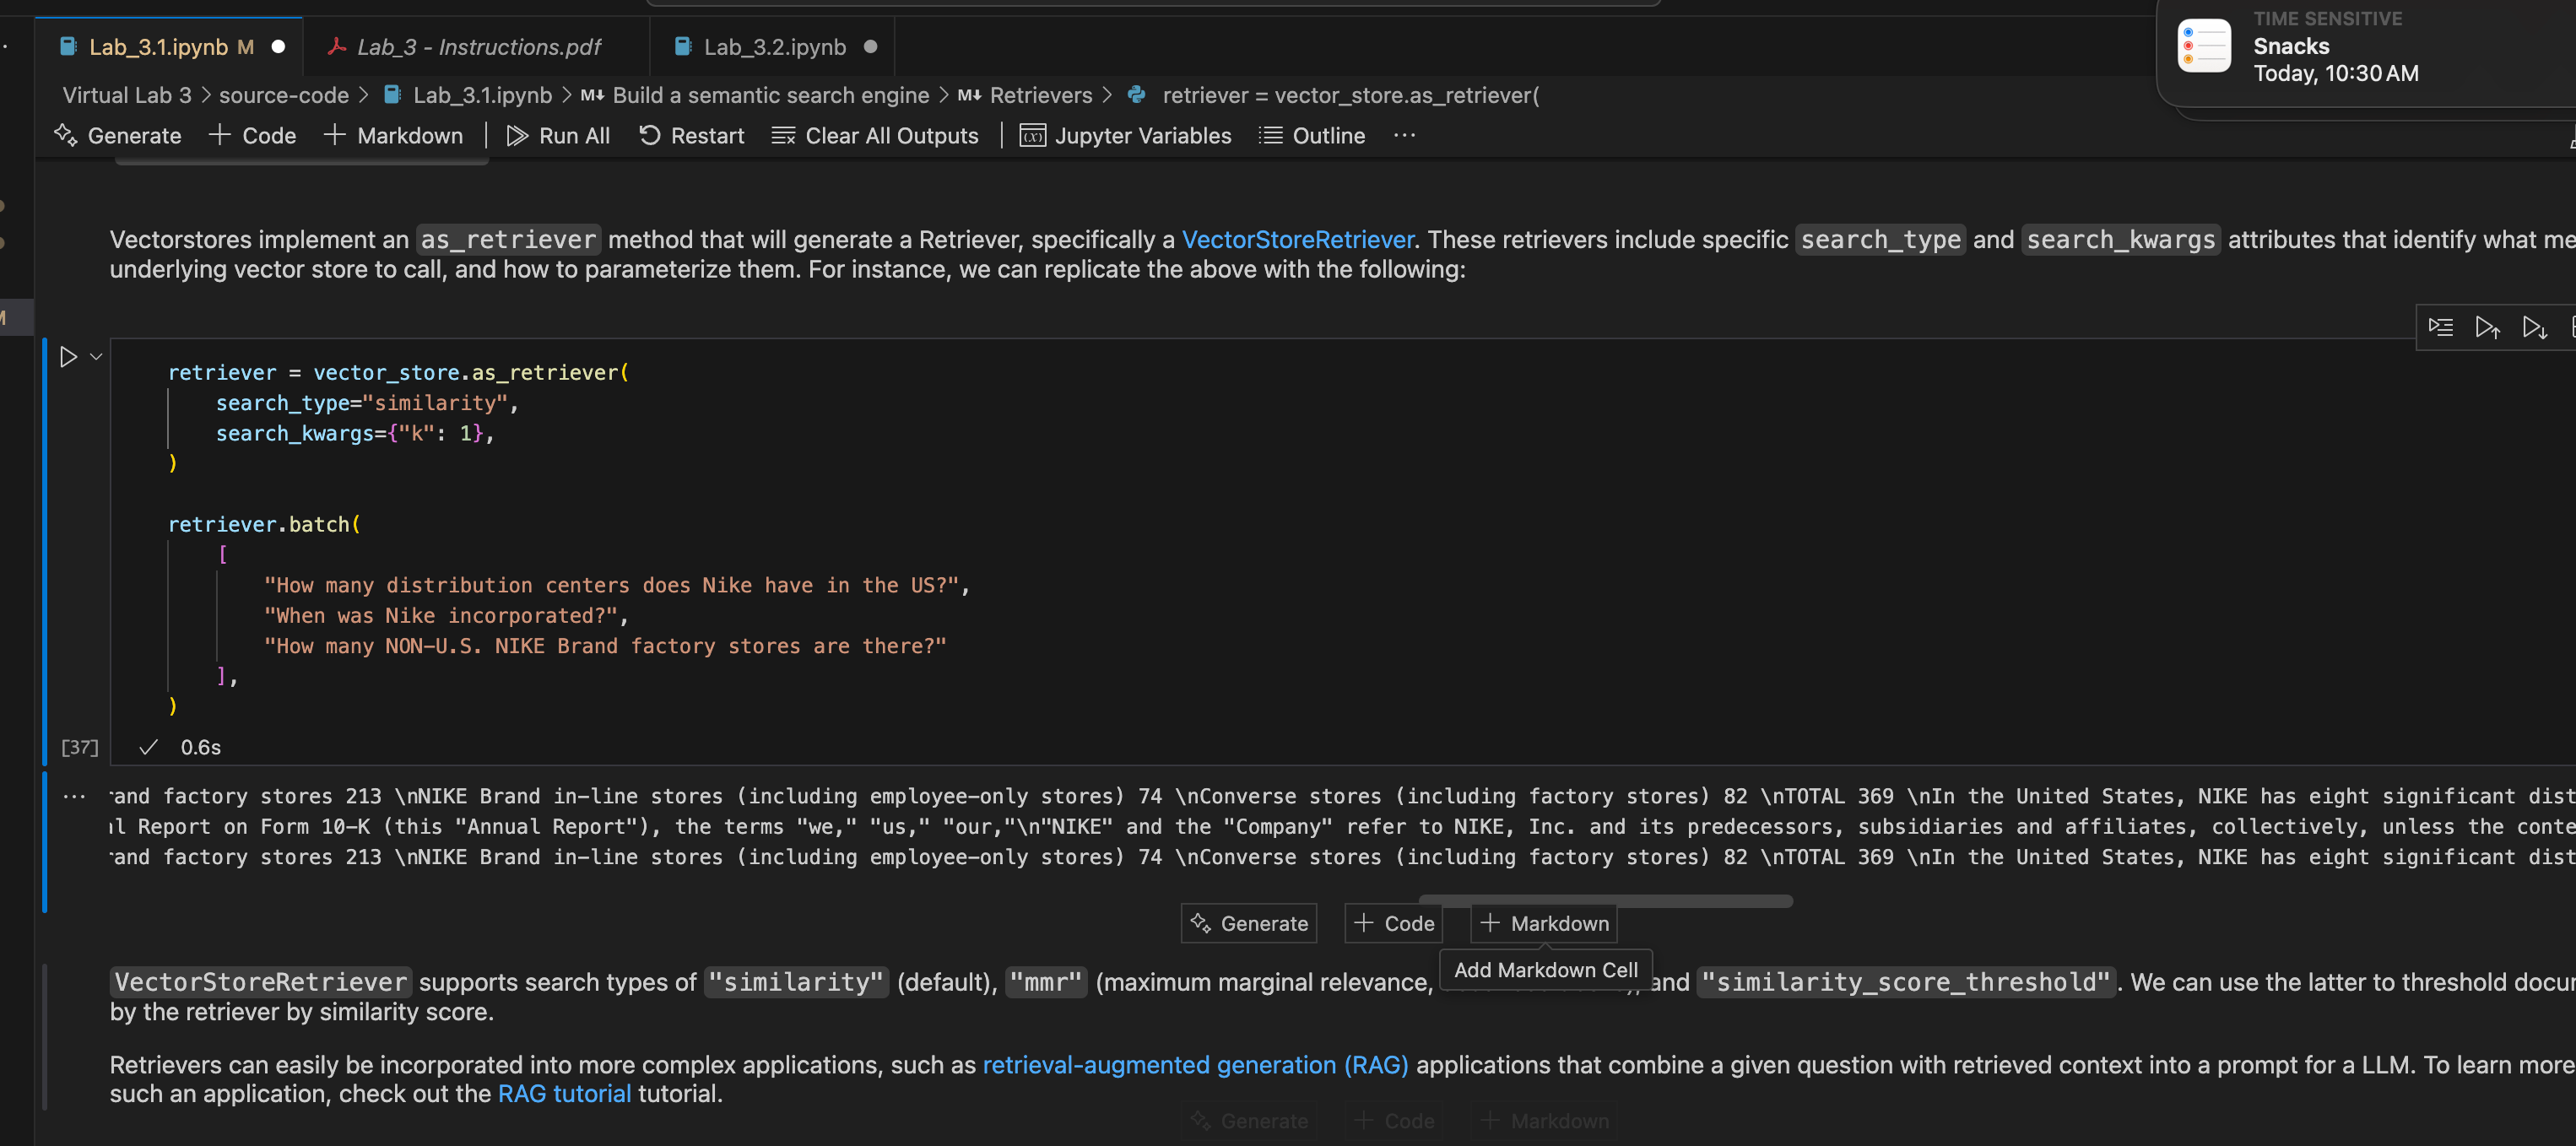 TIME SENSITIVE
Snacks
Today, 10:30 AM
Lab_3.1.ipynb M
Lab_3 - Instructions.pdf
Lab_3.2.ipynb
Virtual Lab 3 > source-code > Lab_3.1.ipynb > M↓ Build a semantic search engine > M↓ Retrievers > retriever = vector_store.as_retriever(
Generate + Code + Markdown | Run All Restart Clear All Outputs | Jupyter Variables Outline ...
Vectorstores implement an as_retriever method that will generate a Retriever, specifically a VectorStoreRetriever. These retrievers include specific search_type and search_kwargs attributes that identify what me
underlying vector store to call, and how to parameterize them. For instance, we can replicate the above with the following:
M
retriever = vector_store.as_retriever(
    search_type="similarity",
    search_kwargs={"k": 1},
)
retriever.batch(
    [
        "How many distribution centers does Nike have in the US?",
        "When was Nike incorporated?",
        "How many NON-U.S. NIKE Brand factory stores are there?"
    ],
)
[37] ✓ 0.6s
... rand factory stores 213 \nNIKE Brand in-line stores (including employee-only stores) 74 \nConverse stores (including factory stores) 82 \nTOTAL 369 \nIn the United States, NIKE has eight significant dist
al Report on Form 10-K (this "Annual Report"), the terms "we," "us," "our,"\n"NIKE" and the "Company" refer to NIKE, Inc. and its predecessors, subsidiaries and affiliates, collectively, unless the conte
rand factory stores 213 \nNIKE Brand in-line stores (including employee-only stores) 74 \nConverse stores (including factory stores) 82 \nTOTAL 369 \nIn the United States, NIKE has eight significant dist
Generate + Code + Markdown
Add Markdown Cell
VectorStoreRetriever supports search types of "similarity" (default), "mmr" (maximum marginal relevance, and "similarity_score_threshold". We can use the latter to threshold docu
by the retriever by similarity score.
Retrievers can easily be incorporated into more complex applications, such as retrieval-augmented generation (RAG) applications that combine a given question with retrieved context into a prompt for a LLM. To learn more
such an application, check out the RAG tutorial tutorial.
Generate + Code + Markdown